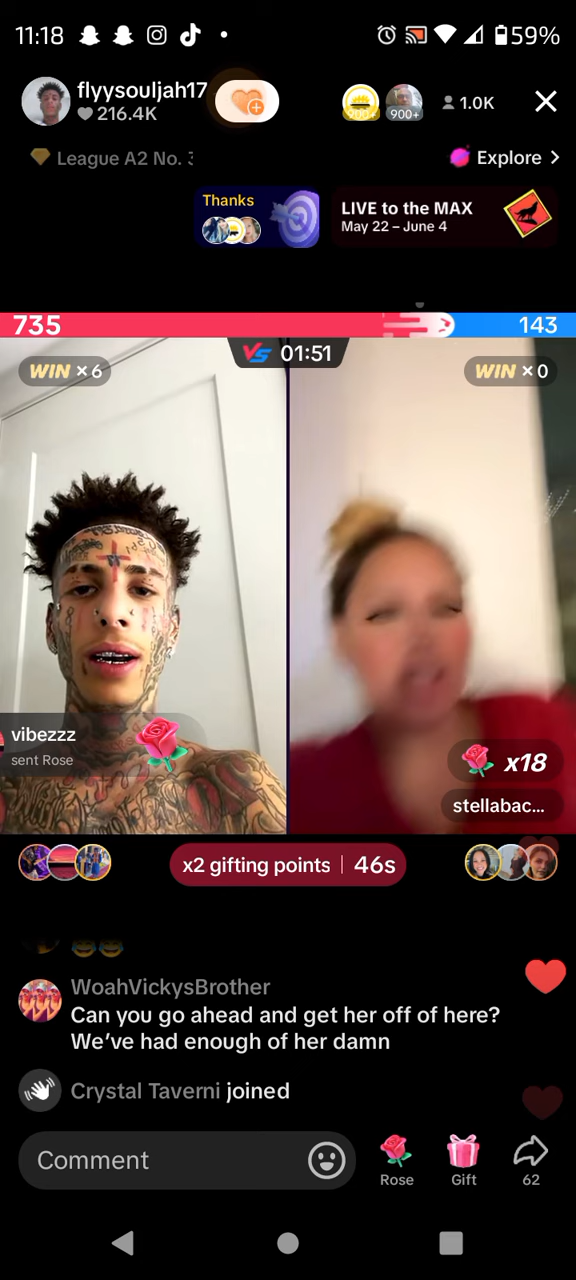 11:18
59%
flyysouljah17
216.4K
900+
900+
1.0K
League A2 No.
Explore
Thanks
LIVE to the MAX
May 22 – June 4
735
143
VS 01:51
WIN ×6
WIN ×0
vibezzz
sent Rose
x18
stellabac...
x2 gifting points | 46s
WoahVickysBrother
Can you go ahead and get her off of here?
We’ve had enough of her damn
Crystal Taverni joined
Comment
Rose
Gift
62